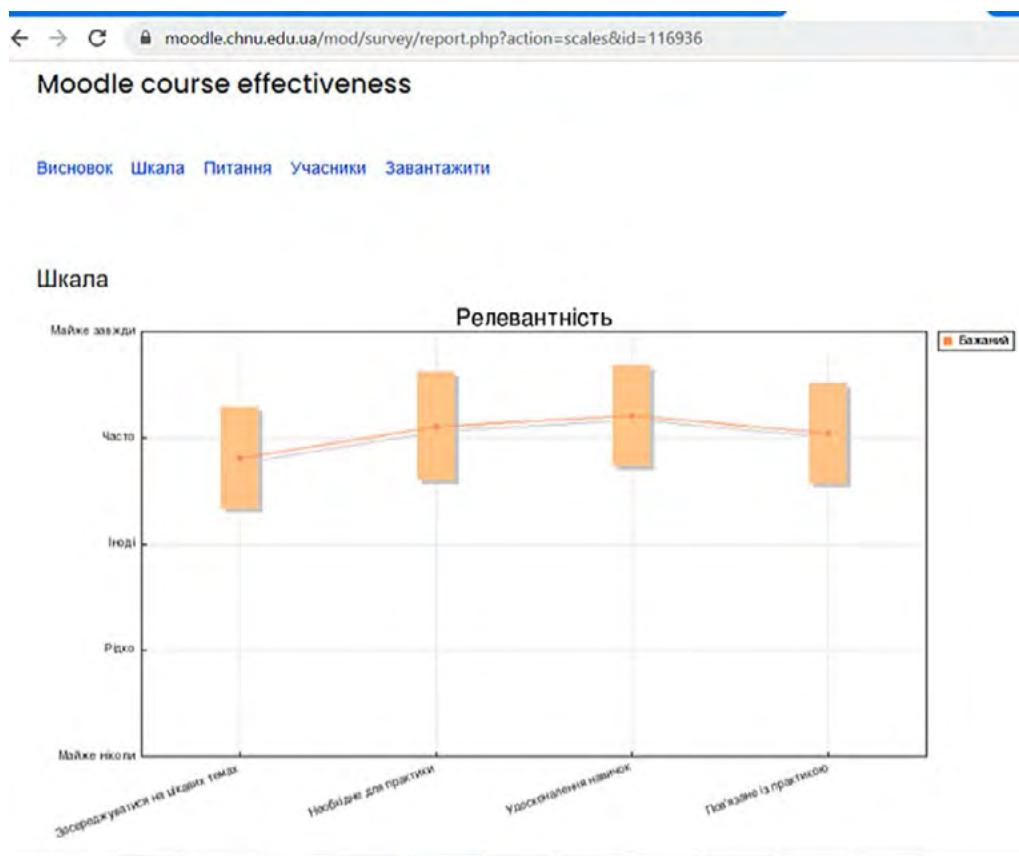 moodle.chnu.edu.ua/mod/survey/report.php?action=scales&id=116936
Moodle course effectiveness
Висновок Шкала Питання Учасники Завантажити
Шкала
Релевантність
Майже завжди
Бажаний
Часто
Іноді
Рідко
Майже ніколи
Зосереджуватися на цікавих темах
Необхідне для практики
Удосконалення навичок
Пов'язане із практикою